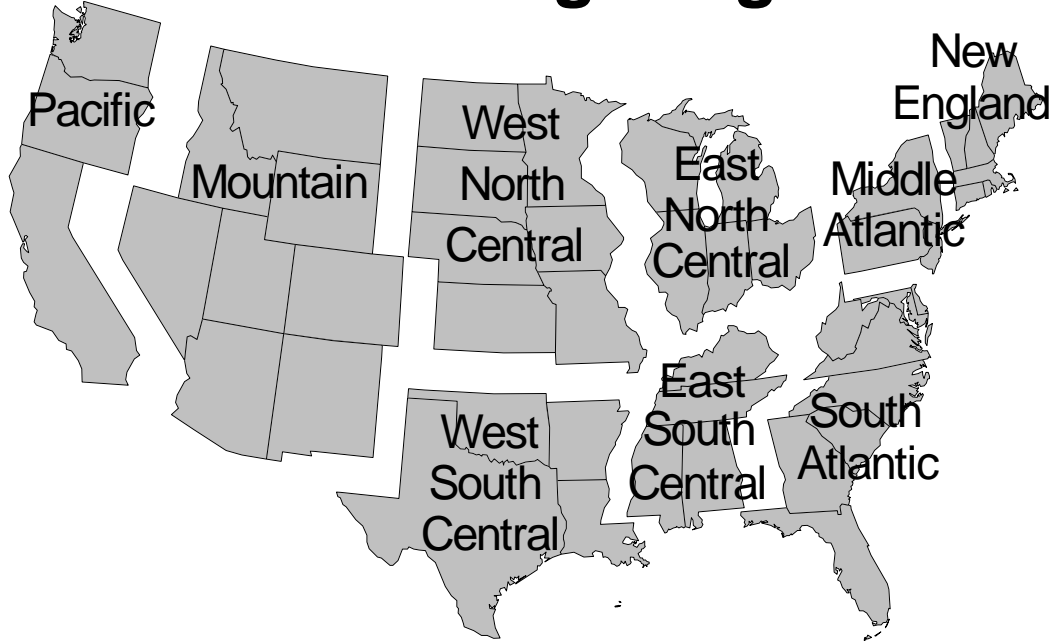 Pacific
Mountain
West
North
Central
East
North
Central
New
England
Middle
Atlantic
West
South
Central
East
South
Central
South
Atlantic